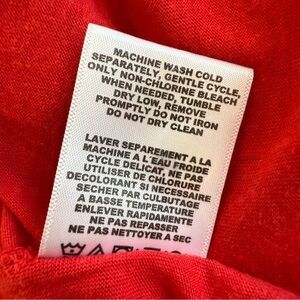 MACHINE WASH COLD
SEPARATELY, GENTLE CYCLE,
ONLY NON-CHLORINE BLEACH
WHEN NEEDED, TUMBLE
DRY LOW, REMOVE
PROMPTLY DO NOT IRON
DO NOT DRY CLEAN
LAVER SEPAREMENT A LA
MACHINE A L'EAU FROIDE
CYCLE DELICAT, NE PAS
UTILISER DE CHLORURE
DECOLORANT SI NECESSAIRE
SECHER PAR CULBUTAGE
A BASSE TEMPERATURE
ENLEVER RAPIDEMENTE
NE PAS REPASSER
NE PAS NETTOYER A SEC